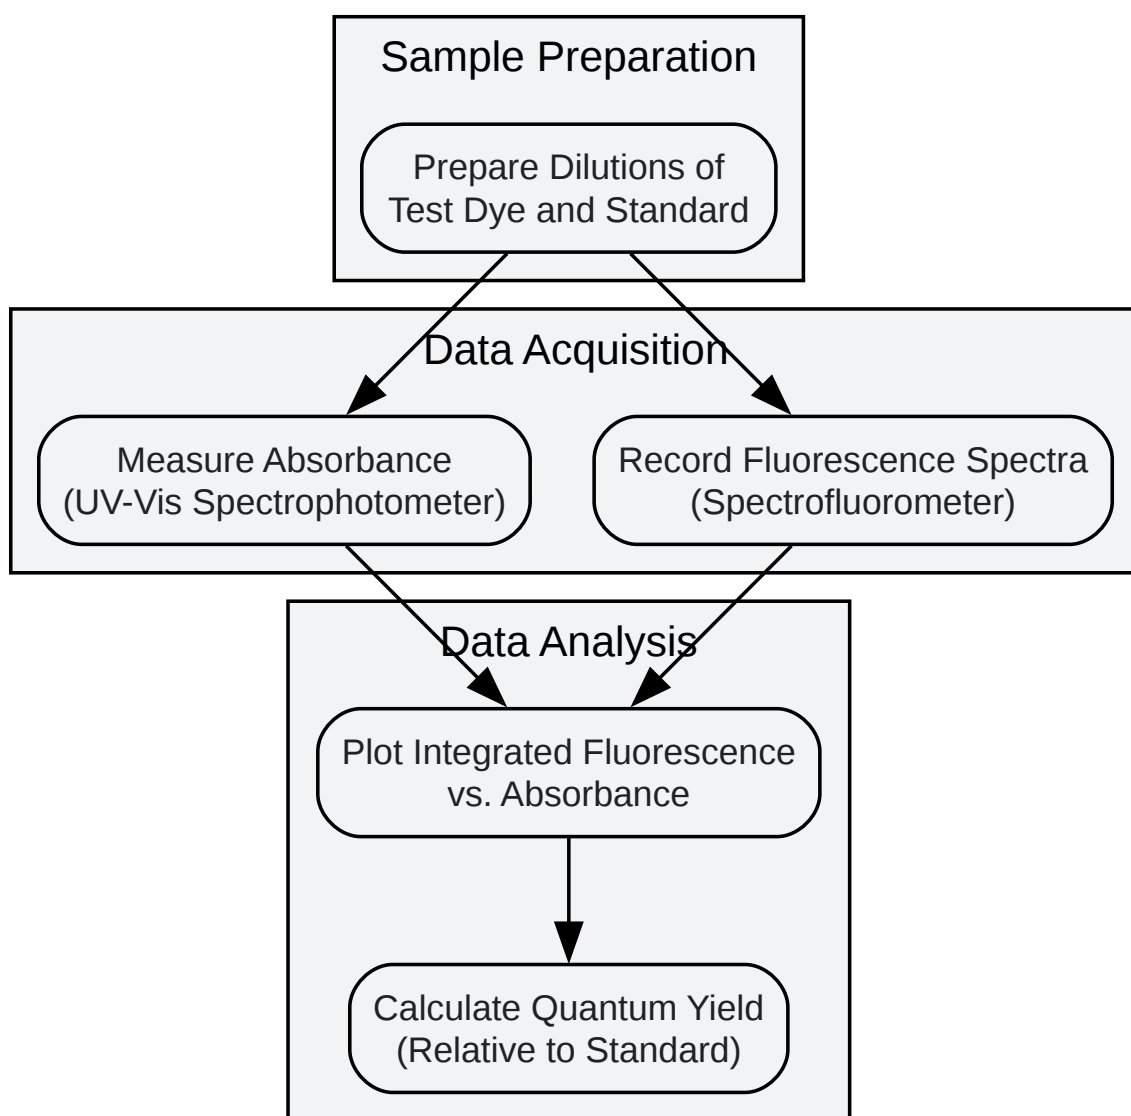 Sample Preparation
Prepare Dilutions of
Test Dye and Standard
Data Acquisition
Measure Absorbance
(UV-Vis Spectrophotometer)
Record Fluorescence Spectra
(Spectrofluorometer)
Data Analysis
Plot Integrated Fluorescence
vs. Absorbance
Calculate Quantum Yield
(Relative to Standard)